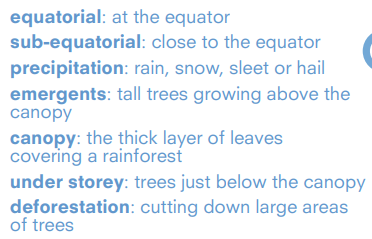 equatorial: at the equator
sub-equatorial: close to the equator
precipitation: rain, snow, sleet or hail
emergents: tall trees growing above the
canopy
canopy: the thick layer of leaves
covering a rainforest
under storey: trees just below the canopy
deforestation: cutting down large areas
of trees